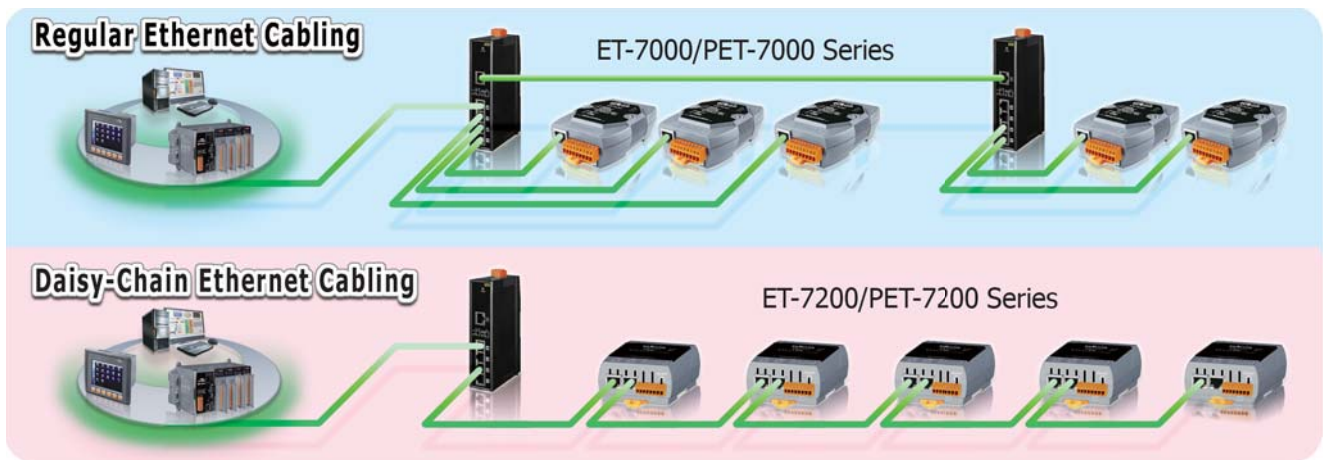 Regular Ethernet Cabling
ET-7000/PET-7000 Series
Daisy-Chain Ethernet Cabling
ET-7200/PET-7200 Series